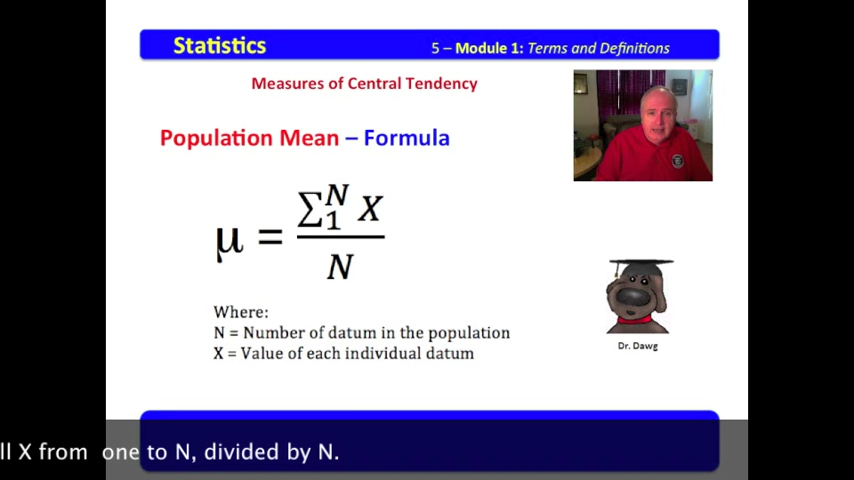 Statistics
5 – Module 1: Terms and Definitions
Measures of Central Tendency
Population Mean – Formula
μ = ∑₁ᴺ X / N
Where:
N = Number of datum in the population
X = Value of each individual datum
Dr. Dawg
ll X from one to N, divided by N.